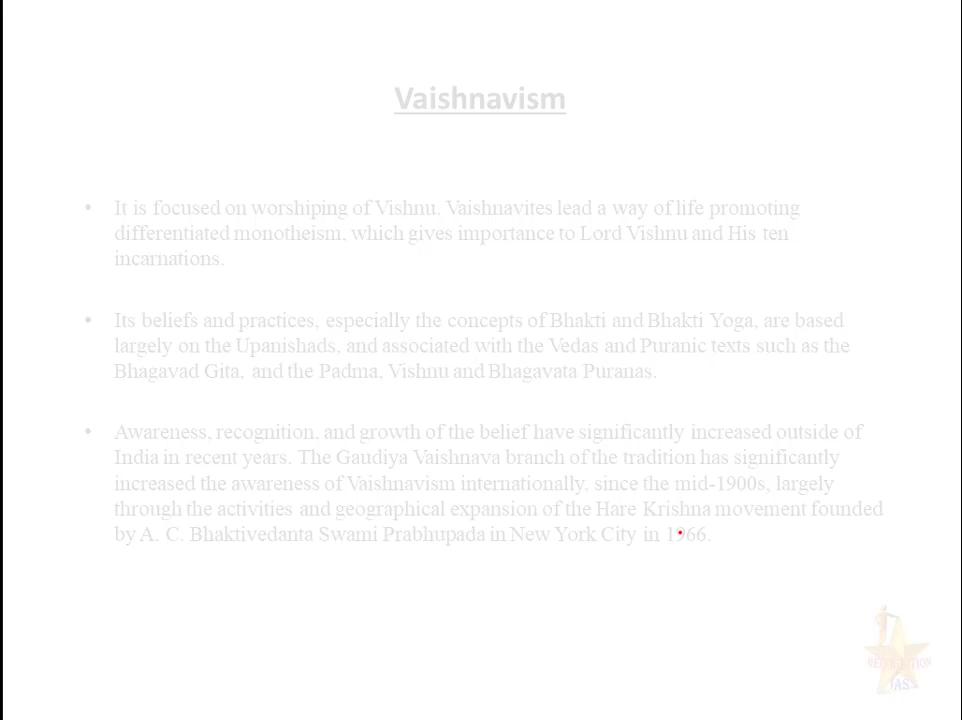 Vaishnavism
• It is focused on worshiping of Vishnu. Vaishnavites lead a way of life promoting
differentiated monotheism, which gives importance to Lord Vishnu and His ten
incarnations.
• Its beliefs and practices, especially the concepts of Bhakti and Bhakti Yoga, are based
largely on the Upanishads, and associated with the Vedas and Puranic texts such as the
Bhagavad Gita, and the Padma, Vishnu and Bhagavata Puranas.
• Awareness, recognition, and growth of the belief have significantly increased outside of
India in recent years. The Gaudiya Vaishnava branch of the tradition has significantly
increased the awareness of Vaishnavism internationally, since the mid-1900s, largely
through the activities and geographical expansion of the Hare Krishna movement founded
by A. C. Bhaktivedanta Swami Prabhupada in New York City in 1966.
IAS